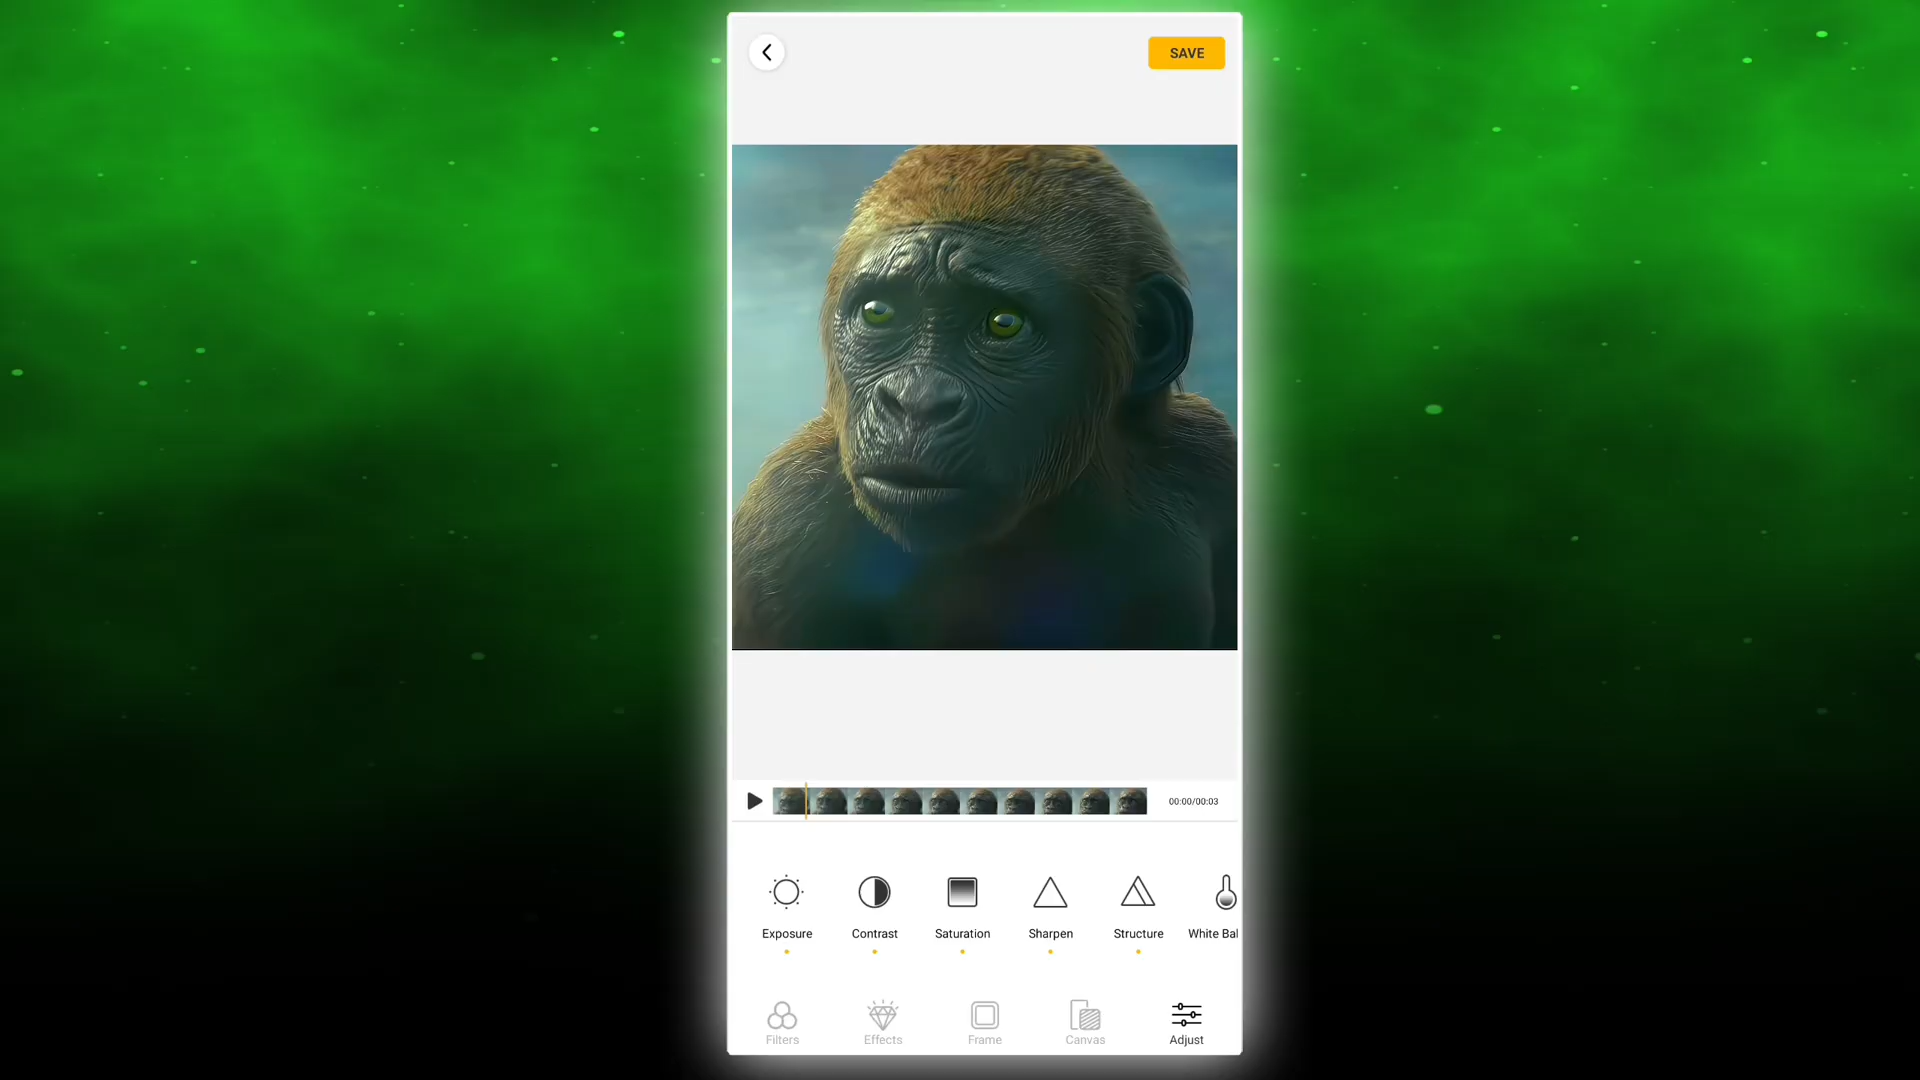 SAVE
00:00/00:03
Exposure
Contrast
Saturation
Sharpen
Structure
White Bal
Filters
Effects
Frame
Canvas
Adjust